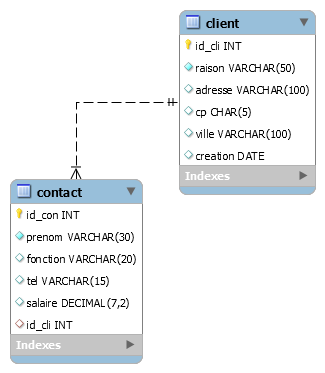 client
id_cli INT
raison VARCHAR(50)
adresse VARCHAR(100)
cp CHAR(5)
ville VARCHAR(100)
creation DATE
Indexes
contact
id_con INT
prenom VARCHAR(30)
fonction VARCHAR(20)
tel VARCHAR(15)
salaire DECIMAL(7,2)
id_cli INT
Indexes